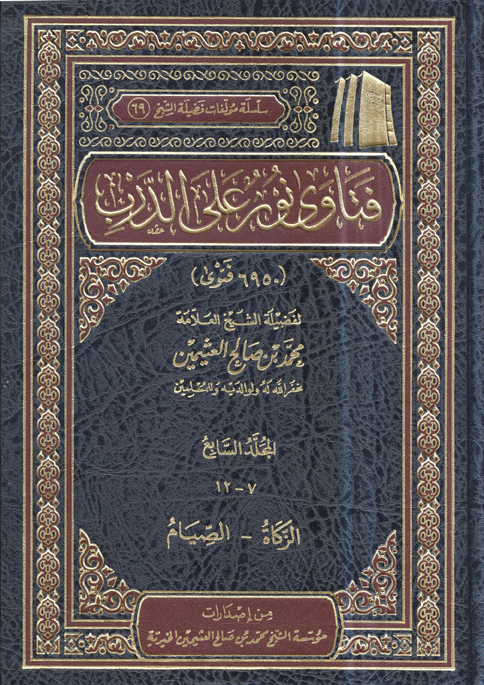 سلسلة مؤلفات فضيلة الشيخ (٦٩)
فتاوى نور على الدرب
(٦٩٥٠ فتوى)
لفضيلة الشيخ العلامة
محمد بن صالح العثيمين
غفر الله له ولوالديه وللمسلمين
المجلد السابع
٧ - ١٢
الزكاة - الصيام
من إصدارات
مؤسسة الشيخ محمد بن صالح العثيمين الخيرية